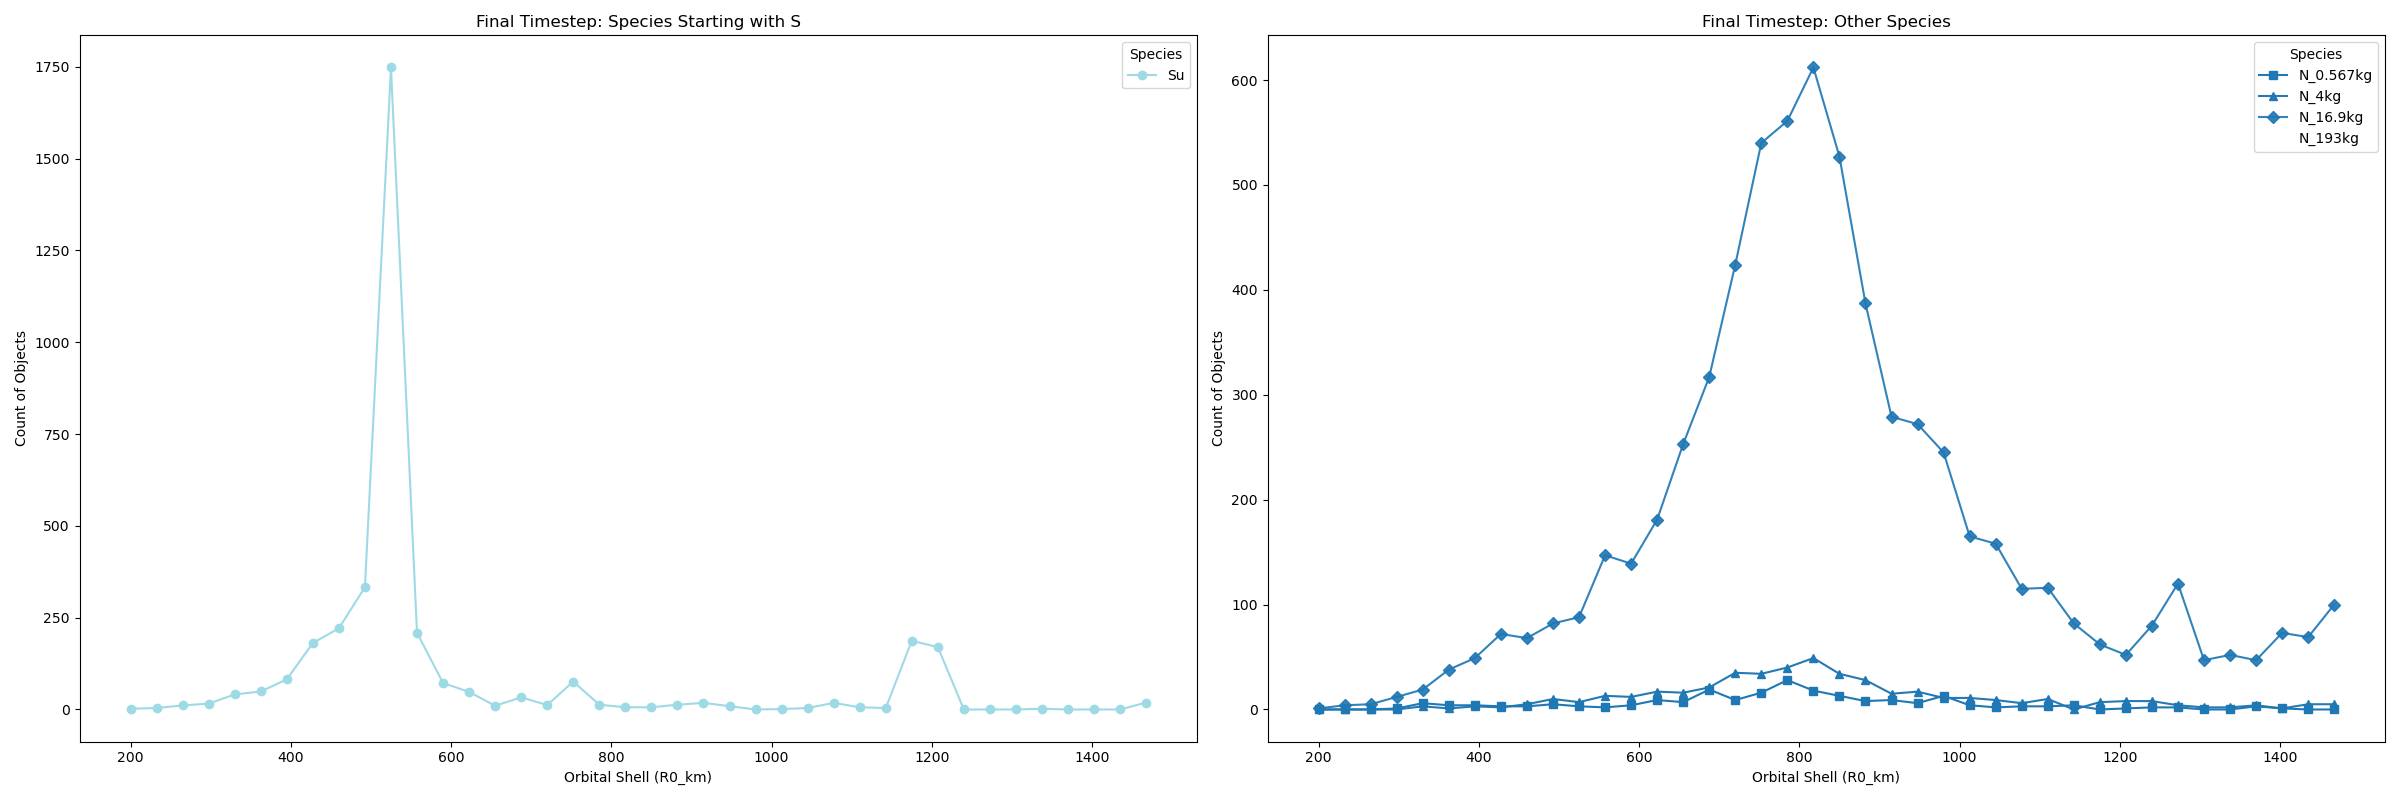 Final Timestep: Species Starting with S
Count of Objects
1750
1500
1250
1000
750
500
250
0
200 400 600 800 1000 1200 1400
Orbital Shell (R0_km)
Species
Su
Final Timestep: Other Species
Count of Objects
600
500
400
300
200
100
0
200 400 600 800 1000 1200 1400
Orbital Shell (R0_km)
Species
N_0.567kg
N_4kg
N_16.9kg
N_193kg